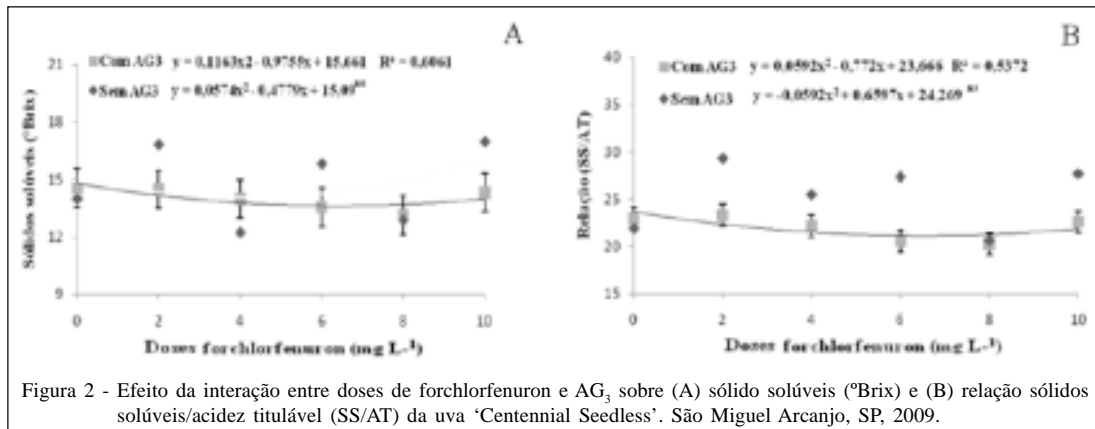 A
■ Com AG3 y = 0,1163x2 - 0,9755x + 15,661 R² = 0,6061
◆ Sem AG3 y = 0,0574x² - 0,4779x + 15,09ns
Sólidos solúveis (°Brix)
21
18
15
12
9
0 2 4 6 8 10
Doses forchlorfenuron (mg L-1)
B
■ Com AG3 y = 0,0592x² - 0,772x + 23,666 R² = 0,5372
◆ Sem AG3 y = -0,0592x² + 0,6597x + 24,269 ns
Relação (SS/AT)
40
35
30
25
20
15
0 2 4 6 8 10
Doses forchlorfenuron (mg L-1)
Figura 2 - Efeito da interação entre doses de forchlorfenuron e AG3 sobre (A) sólido solúveis (ºBrix) e (B) relação sólidos
solúveis/acidez titulável (SS/AT) da uva ‘Centennial Seedless’. São Miguel Arcanjo, SP, 2009.